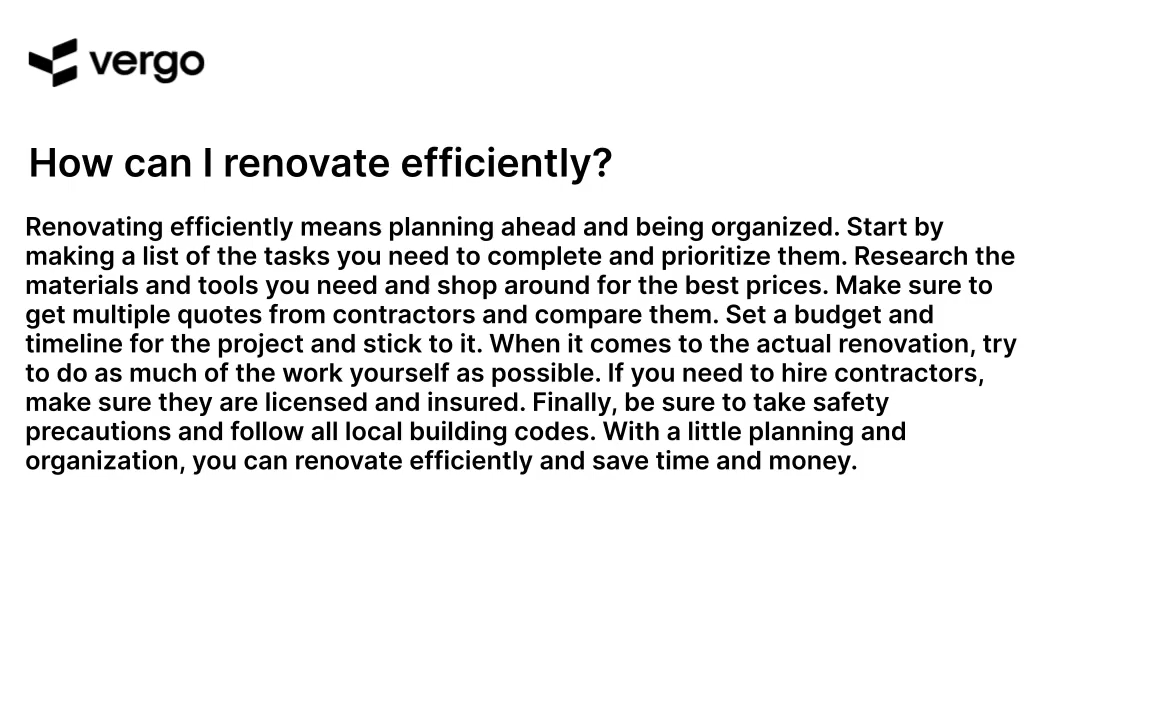 vergo
How can I renovate efficiently?
Renovating efficiently means planning ahead and being organized. Start by
making a list of the tasks you need to complete and prioritize them. Research the
materials and tools you need and shop around for the best prices. Make sure to
get multiple quotes from contractors and compare them. Set a budget and
timeline for the project and stick to it. When it comes to the actual renovation, try
to do as much of the work yourself as possible. If you need to hire contractors,
make sure they are licensed and insured. Finally, be sure to take safety
precautions and follow all local building codes. With a little planning and
organization, you can renovate efficiently and save time and money.